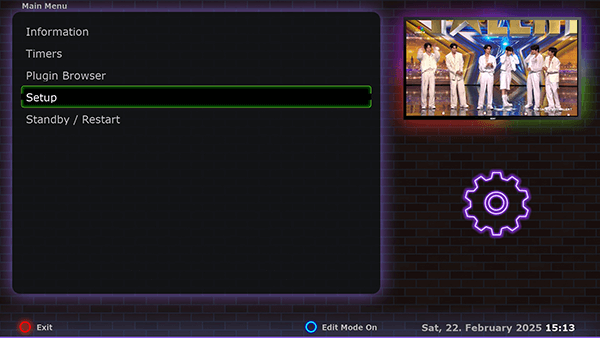 Main Menu
Information
Timers
Plugin Browser
Setup
Standby / Restart
Exit
Edit Mode On
Sat, 22. February 2025 15:13